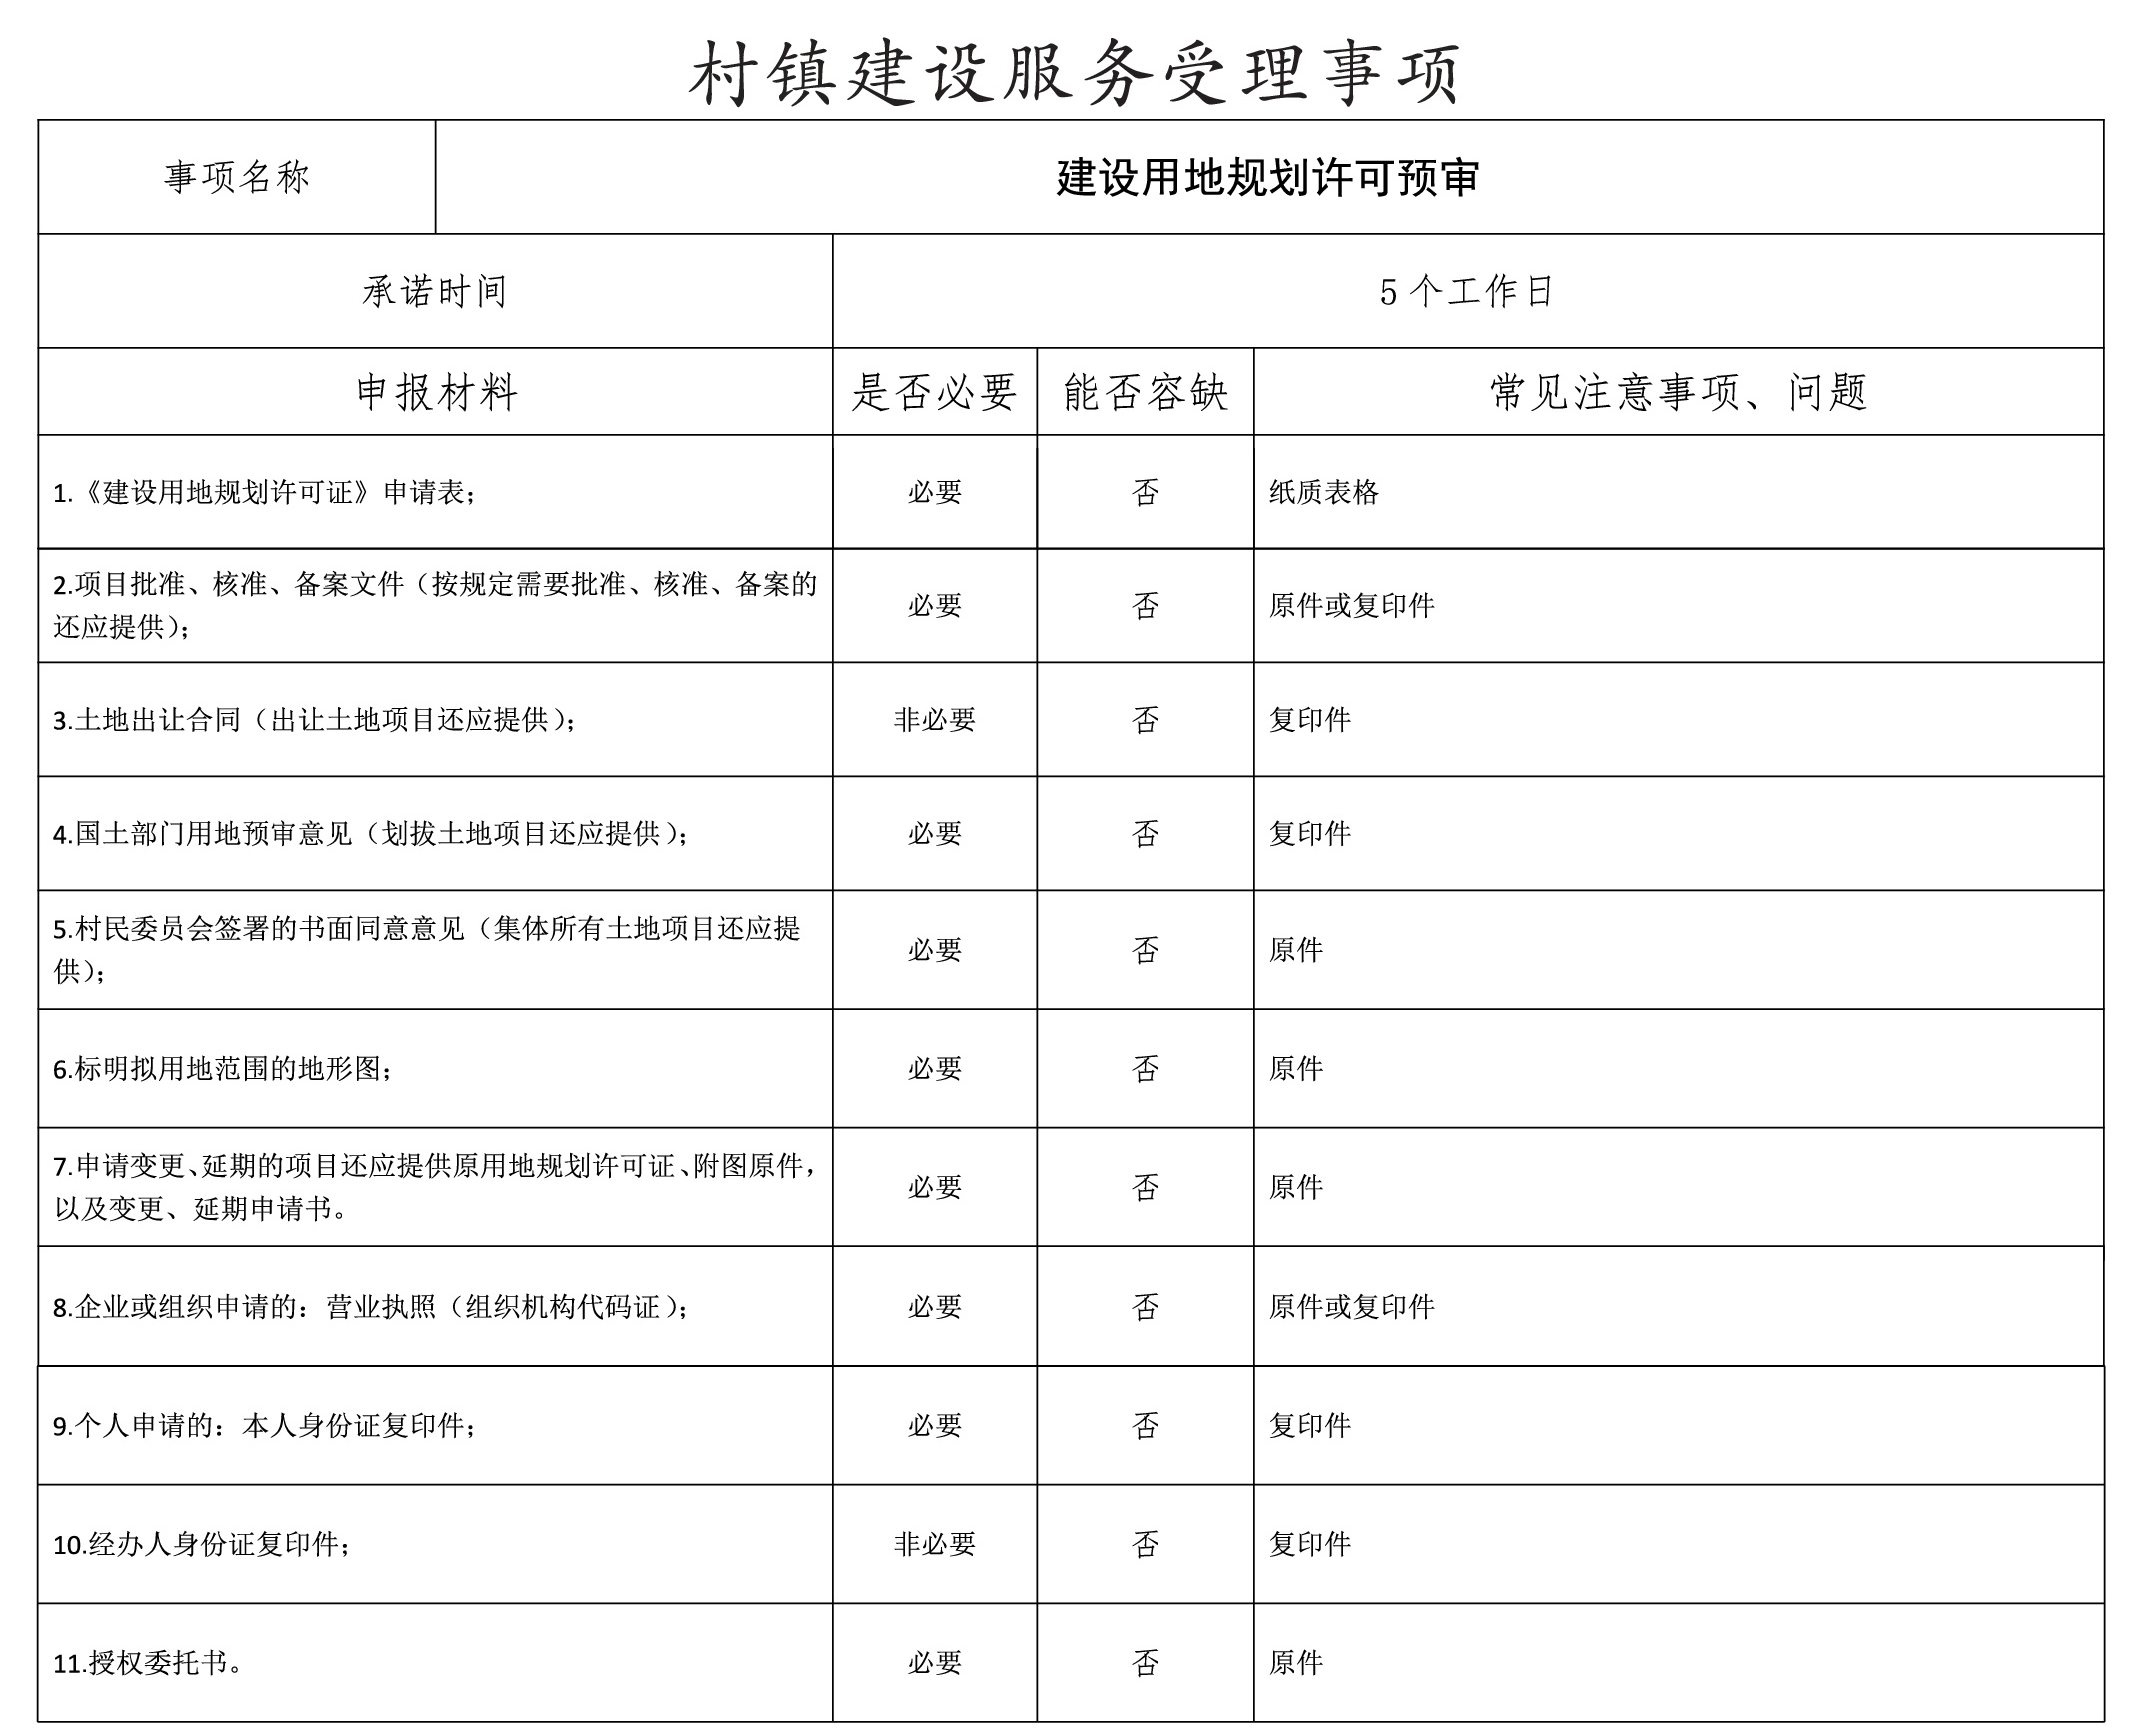 村镇建设服务受理事项
事项名称
建设用地规划许可预审
承诺时间
5 个工作日
申报材料
是否必要
能否容缺
常见注意事项、问题
1.《建设用地规划许可证》申请表；
必要
否
纸质表格
2.项目批准、核准、备案文件（按规定需要批准、核准、备案的
还应提供）；
必要
否
原件或复印件
3.土地出让合同（出让土地项目还应提供）；
非必要
否
复印件
4.国土部门用地预审意见（划拔土地项目还应提供）；
必要
否
复印件
5.村民委员会签署的书面同意意见（集体所有土地项目还应提
供）；
必要
否
原件
6.标明拟用地范围的地形图；
必要
否
原件
7.申请变更、延期的项目还应提供原用地规划许可证、附图原件，
以及变更、延期申请书。
必要
否
原件
8.企业或组织申请的：营业执照（组织机构代码证）；
必要
否
原件或复印件
9.个人申请的：本人身份证复印件；
必要
否
复印件
10.经办人身份证复印件；
非必要
否
复印件
11.授权委托书。
必要
否
原件